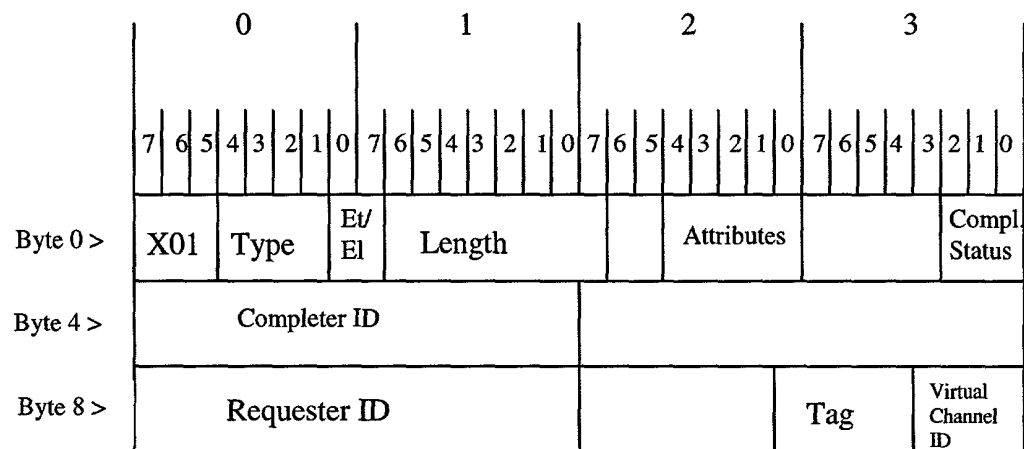 0 1 2 3
7 6 5 4 3 2 1 0 7 6 5 4 3 2 1 0 7 6 5 4 3 2 1 0 7 6 5 4 3 2 1 0
Byte 0 > X01 Type Et/ El Length Attributes Compl. Status
Byte 4 > Completer ID
Byte 8 > Requester ID Tag Virtual Channel ID